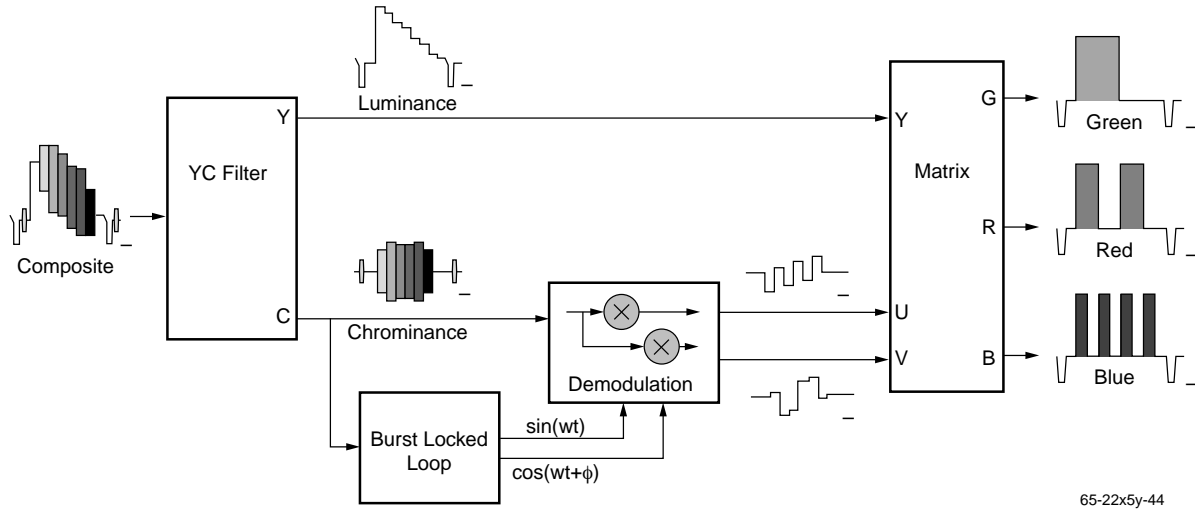 Luminance
Y
YC Filter
Y
G
Green
Composite
Matrix
R
Red
C
Chrominance
U
V
B
Blue
Demodulation
Burst Locked
Loop
sin(wt)
cos(wt+ϕ)
65-22x5y-44